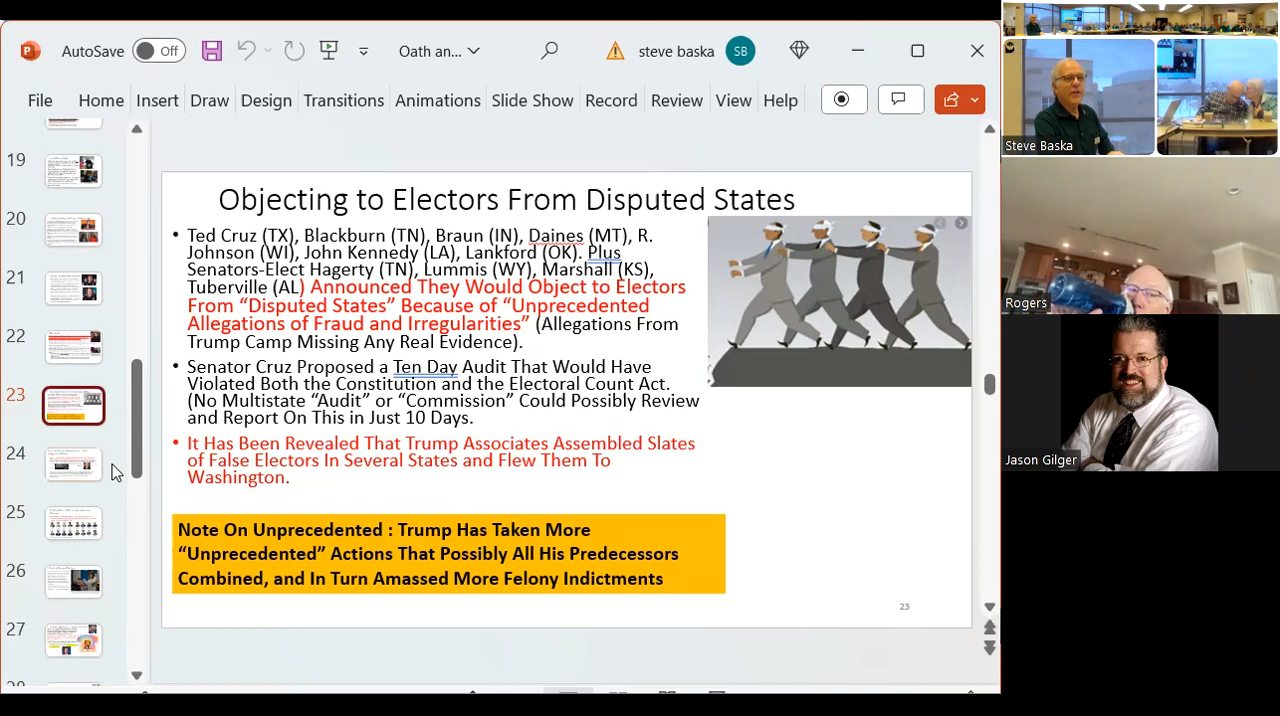 AutoSave Off Oath an... steve baska SB
File Home Insert Draw Design Transitions Animations Slide Show Record Review View Help
19
20
21
22
23
24
25
26
27
Objecting to Electors From Disputed States
• Ted Cruz (TX), Blackburn (TN), Braun (IN), Daines (MT), R.
Johnson (WI), John Kennedy (LA), Lankford (OK). Plus
Senators-Elect Hagerty (TN), Lummis (WY), Marshall (KS),
Tuberville (AL) Announced They Would Object to Electors
From “Disputed States” Because of “Unprecedented
Allegations of Fraud and Irregularities” (Allegations From
Trump Camp Missing Any Real Evidence).
• Senator Cruz Proposed a Ten Day Audit That Would Have
Violated Both the Constitution and the Electoral Count Act.
(No Multistate “Audit” or “Commission” Could Possibly Review
and Report On This in Just 10 Days.
• It Has Been Revealed That Trump Associates Assembled Slates
of False Electors In Several States and Flew Them To
Washington.
Note On Unprecedented : Trump Has Taken More
“Unprecedented” Actions That Possibly All His Predecessors
Combined, and In Turn Amassed More Felony Indictments
23
Steve Baska
Rogers
Jason Gilger